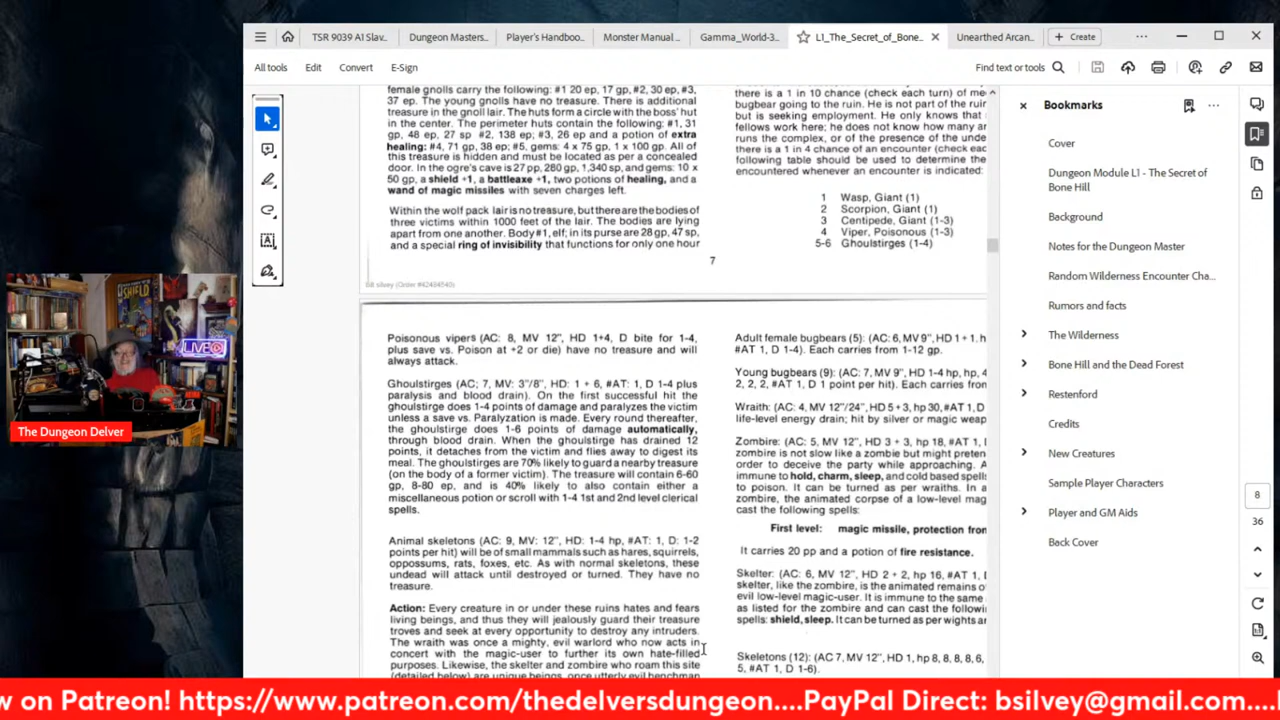 TSR 9039 A1 Slav..
Dungeon Masters..
Player's Handboo..
Monster Manual ...
Gamma_World-3...
L1_The_Secret_of_Bone..
Unearthed Arcan..
Create
All tools
Edit
Convert
E-Sign
Find text or tools
female gnolls carry the following: #1 20 ep, 17 gp, #2, 30 ep, #3,
37 ep. The young gnolls have no treasure. There is additional
treasure in the gnoll lair. The huts form a circle with the boss' hut
in the center. The perimeter huts contain the following: #1, 31
gp, 48 ep, 27 sp #2, 138 ep; #3, 26 ep and a potion of extra
healing: #4, 71 gp, 38 ep; #5, gems: 4 x 75 gp, 1 x 100 gp. All of
this treasure is hidden and must be located as per a concealed
door. In the ogre's cave is 27 pp, 280 gp, 1,340 sp, and gems: 10 x
50 gp, a shield +1, a battleaxe +1, two potions of healing, and a
wand of magic missiles with seven charges left.
Within the wolf pack lair is no treasure, but there are the bodies of
three victims within 1000 feet of the lair. The bodies are lying
apart from one another. Body #1, elf; in its purse are 28 gp, 47 sp,
and a special ring of invisibility that functions for only one hour
there is a 1 in 10 chance (check each turn) of me
bugbear going to the ruin. He is not part of the ruin
but is seeking employment. He only knows that
fellows work here; he does not know how many ar
runs the complex, or of the presence of the unde
there is a 1 in 4 chance of an encounter (check eac
following table should be used to determine the
encountered whenever an encounter is indicated:
1 Wasp, Giant (1)
2 Scorpion, Giant (1)
3 Centipede, Giant (1-3)
4 Viper, Poisonous (1-3)
5-6 Ghoulstirges (1-4)
7
Bill silvey (Order #42484540)
Poisonous vipers (AC: 8, MV 12", HD 1+4, D bite for 1-4,
plus save vs. Poison at +2 or die) have no treasure and will
always attack.
Ghoulstirges (AC; 7, MV: 3"/8", HD: 1 + 6, #AT: 1, D 1-4 plus
paralysis and blood drain). On the first successful hit the
ghoulstirge does 1-4 points of damage and paralyzes the victim
unless a save vs. Paralyzation is made. Every round thereafter,
the ghoulstirge does 1-6 points of damage automatically,
through blood drain. When the ghoulstirge has drained 12
points, it detaches from the victim and flies away to digest its
meal. The ghoulstirges are 70% likely to guard a nearby treasure
(on the body of a former victim). The treasure will contain 6-60
gp, 8-80 ep, and is 40% likely to also contain either a
miscellaneous potion or scroll with 1-4 1st and 2nd level clerical
spells.
Animal skeletons (AC: 9, MV: 12", HD: 1-4 hp, #AT: 1, D: 1-2
points per hit) will be of small mammals such as hares, squirrels,
oppossums, rats, foxes, etc. As with normal skeletons, these
undead will attack until destroyed or turned. They have no
treasure.
Action: Every creature in or under these ruins hates and fears
living beings, and thus they will jealously guard their treasure
troves and seek at every opportunity to destroy any intruders.
The wraith was once a mighty, evil warlord who now acts in
concert with the magic-user to further its own hate-filled
purposes. Likewise, the skelter and zombire who roam this site
(detailed below) are unique beings, once utterly evil henchman
Adult female bugbears (5): (AC: 6, MV 9", HD 1 + 1. h
#AT 1, D 1-4). Each carries from 1-12 gp.
Young bugbears (9): (AC: 7, MV 9", HD 1-4 hp, hp, 4
2, 2, 2, #AT 1, D 1 point per hit). Each carries from
Wraith: (AC: 4, MV 12"/24", HD 5 + 3, hp 30, #AT 1, D
life-level energy drain; hit by silver or magic weap
Zombire: (AC: 5, MV 12", HD 3 + 3, hp 18, #AT 1, D
zombire is not slow like a zombie but might preten
order to deceive the party while approaching. A
immune to hold, charm, sleep, and cold based spell
to poison. It can be turned as per wraiths. In a
zombire, the animated corpse of a low-level mag
cast the following spells:
First level: magic missile, protection from
It carries 20 pp and a potion of fire resistance.
Skelter: (AC: 6, MV 12", HD 2 + 2, hp 16, #AT 1, D
skelter, like the zombire, is the animated remains o
evil low-level magic-user. It is immune to the same
as listed for the zombire and can cast the followin
spells: shield, sleep. It can be turned as per wights an
Skeletons (12): (AC 7, MV 12", HD 1, hp 8, 8, 8, 8, 6,
5, #AT 1, D 1-6).
Bookmarks
Cover
Dungeon Module L1 - The Secret of
Bone Hill
Background
Notes for the Dungeon Master
Random Wilderness Encounter Cha...
Rumors and facts
The Wilderness
Bone Hill and the Dead Forest
Restenford
Credits
New Creatures
Sample Player Characters
Player and GM Aids
Back Cover
8
36
SHIELD
LIVE
The Dungeon Delver
w on Patreon! https://www.patreon.com/thedelversdungeon....PayPal Direct: bsilvey@gmail.com....